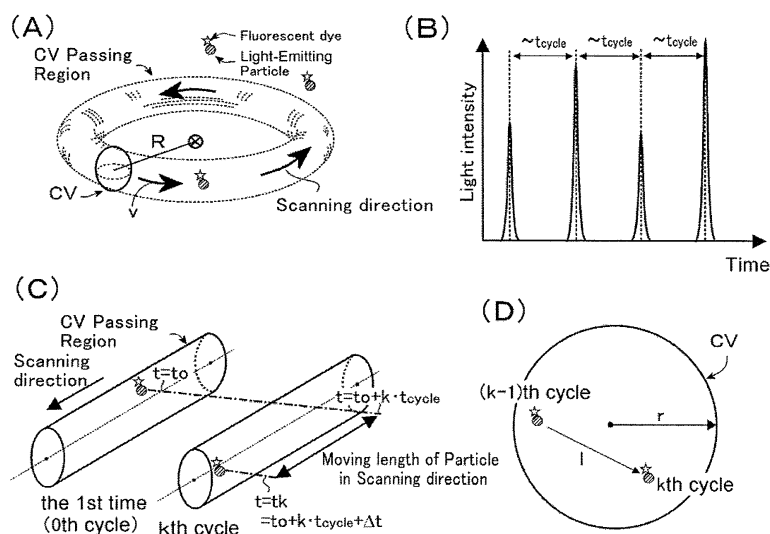 (A)
Fluorescent dye
Light-Emitting
Particle
CV Passing
Region
R
CV
v
Scanning direction
(B)
~tcycle
~tcycle
~tcycle
Light intensity
Time
(C)
CV Passing
Region
Scanning
direction
t=to
t=to+k·tcycle
Moving length of Particle
in Scanning direction
t=tk
=to+k·tcycle+Δt
the 1st time
(0th cycle)
kth cycle
(D)
CV
(k-1)th cycle
r
l
kth cycle